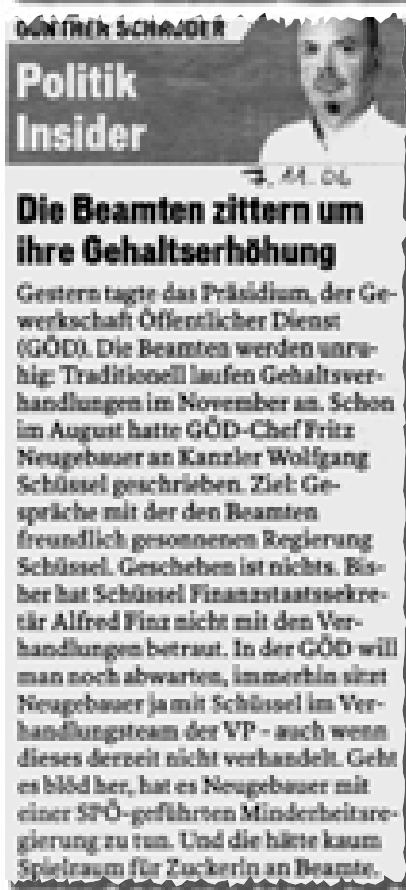 GÜNTHER SCHRÖDER
Politik
Insider
7.11.06
Die Beamten zittern um
ihre Gehaltserhöhung
Gestern tagte das Präsidium, der Ge-
werkschaft Öffentlicher Dienst
(GÖD). Die Beamten werden unru-
hig: Traditionell laufen Gehaltsver-
handlungen im November an. Schon
im August hatte GÖD-Chef Fritz
Neugebauer an Kanzler Wolfgang
Schüssel geschrieben. Ziel: Ge-
spräche mit der den Beamten
freundlich gesonnenen Regierung
Schüssel. Geschehen ist nichts. Bis-
her hat Schüssel Finanzstaatssekre-
tär Alfred Finz nicht mit den Ver-
handlungen betraut. In der GÖD will
man noch abwarten, immerhin sitzt
Neugebauer ja mit Schüssel im Ver-
handlungsteam der VP - auch wenn
dieses derzeit nicht verhandelt. Geht
es blöd her, hat es Neugebauer mit
einer SPÖ-geführten Minderheitsre-
gierung zu tun. Und die hätte kaum
Spielraum für Zuckerln an Beamte.